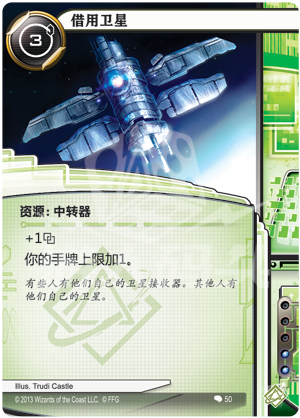 3
借用卫星
资源：中转器
+1
你的手牌上限加1。
有些人有他们自己的卫星接收器。其他人有
他们自己的卫星。
Illus. Trudi Castle
© 2013 Wizards of the Coast LLC. © FFG
50